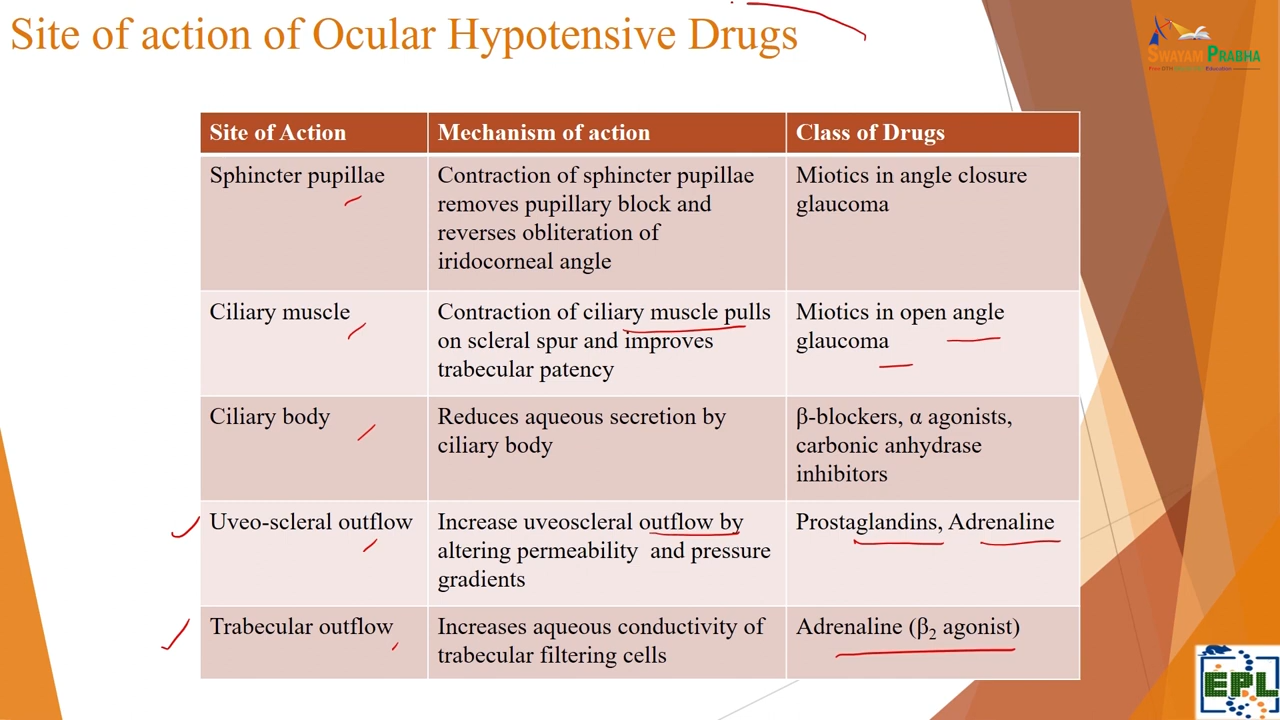 Site of action of Ocular Hypotensive Drugs
SWAYAM PRABHA
Site of Action
Mechanism of action
Class of Drugs
Sphincter pupillae
Contraction of sphincter pupillae
removes pupillary block and
reverses obliteration of
iridocorneal angle
Miotics in angle closure
glaucoma
Ciliary muscle
Contraction of ciliary muscle pulls
on scleral spur and improves
trabecular patency
Miotics in open angle
glaucoma
Ciliary body
Reduces aqueous secretion by
ciliary body
β-blockers, α agonists,
carbonic anhydrase
inhibitors
Uveo-scleral outflow
Increase uveoscleral outflow by
altering permeability and pressure
gradients
Prostaglandins, Adrenaline
Trabecular outflow
Increases aqueous conductivity of
trabecular filtering cells
Adrenaline (β₂ agonist)
EPL